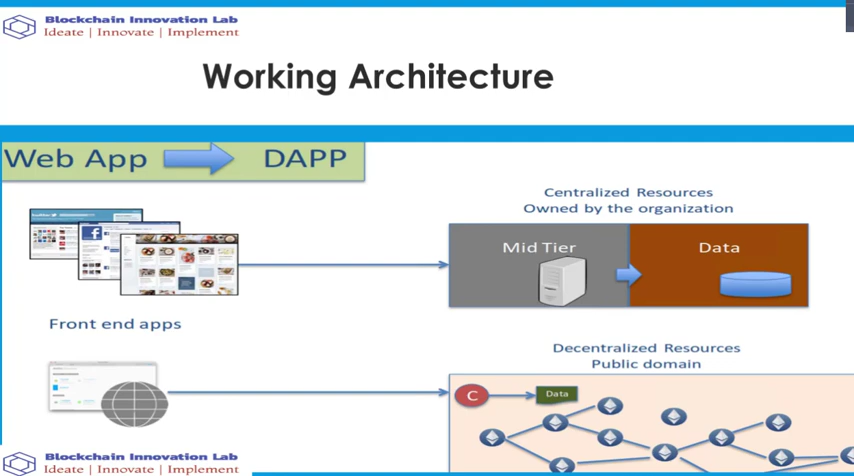 Blockchain Innovation Lab
Ideate | Innovate | Implement
Working Architecture
Web App DAPP
Centralized Resources
Owned by the organization
Mid Tier
Data
Front end apps
Decentralized Resources
Public domain
C
Data
Blockchain Innovation Lab
Ideate | Innovate | Implement